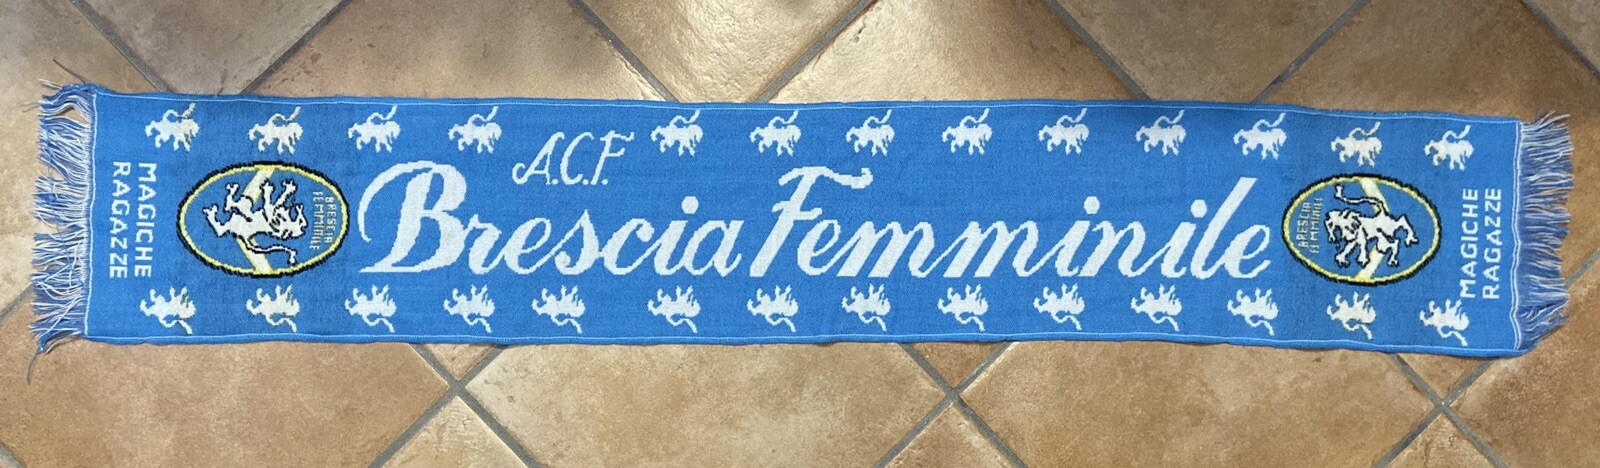 MAGICHE
RAGAZZE
BRESCIA
FEMMINILE
A.C.F.
Brescia Femminile
BRESCIA
FEMMINILE
MAGICHE
RAGAZZE